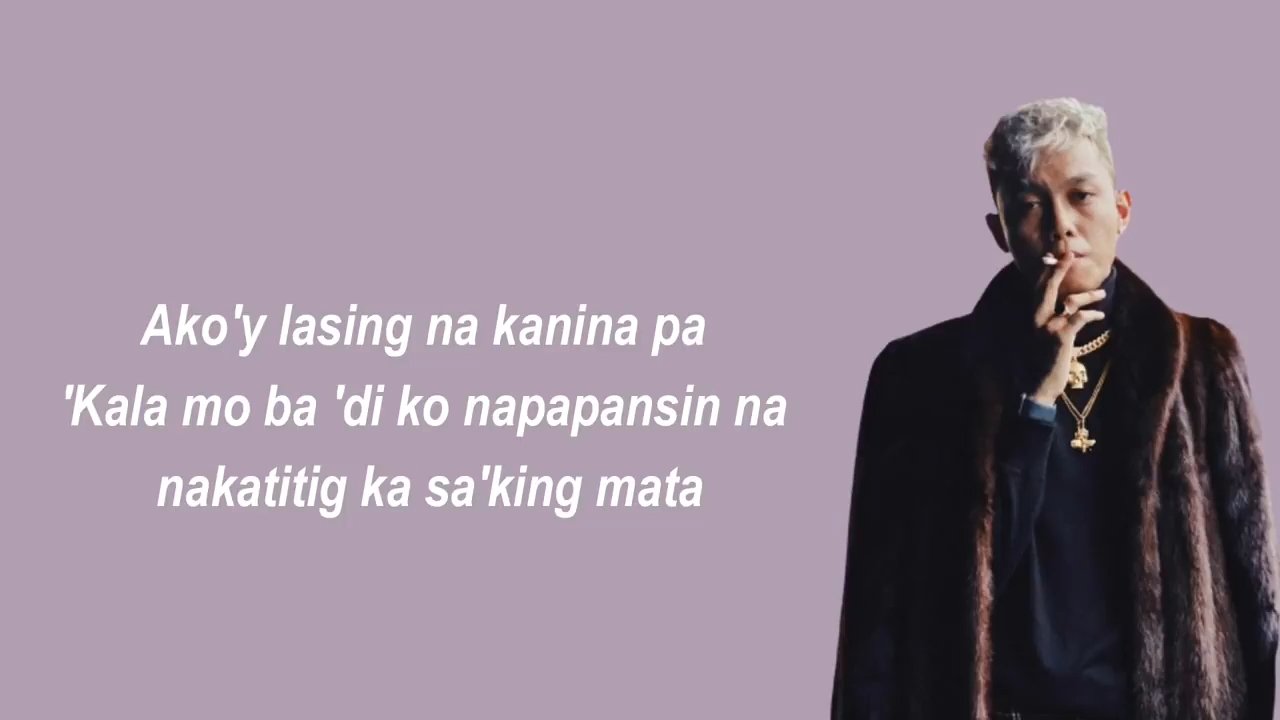 Ako'y lasing na kanina pa
'Kala mo ba 'di ko napapansin na
nakatitig ka sa'king mata